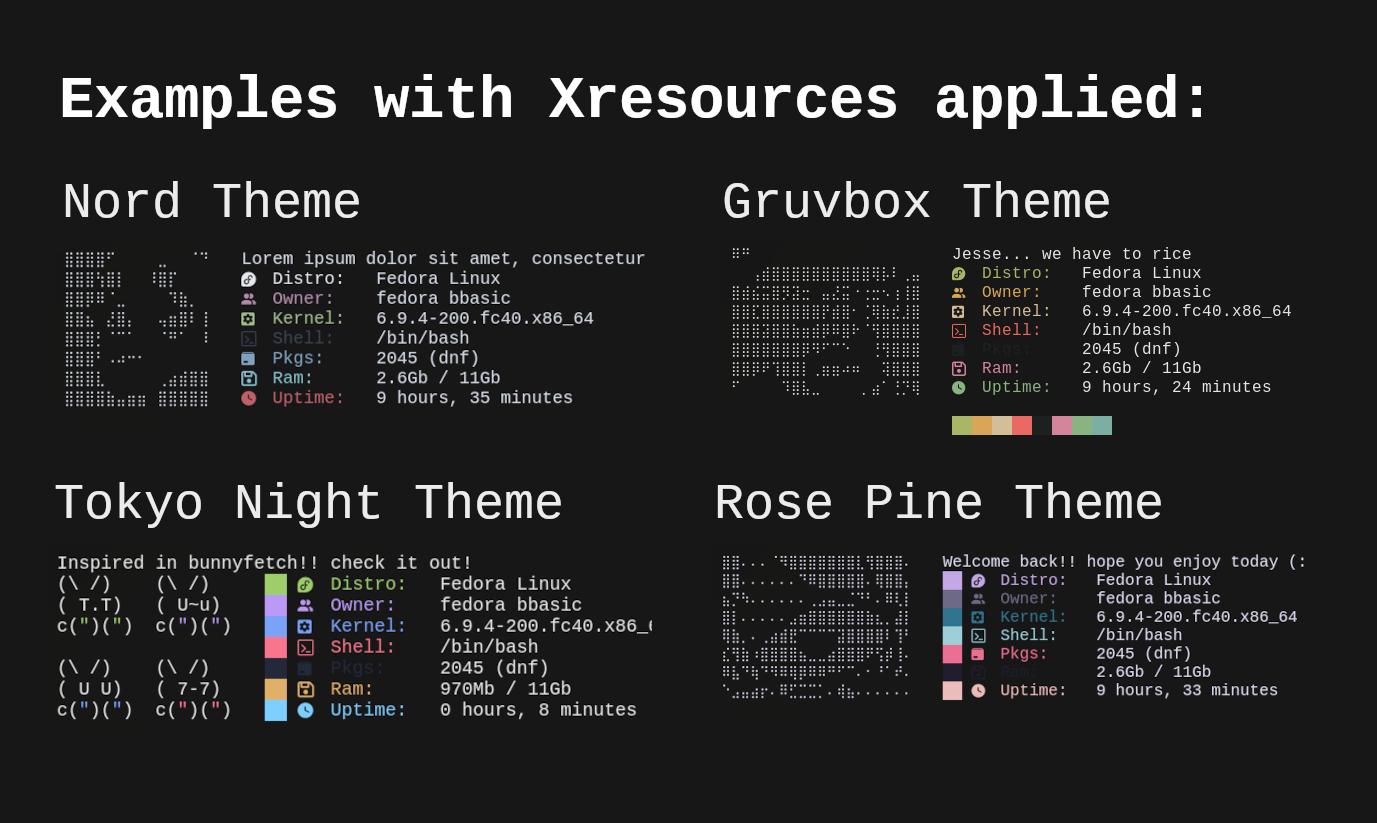 Examples with Xresources applied:
Nord Theme
Lorem ipsum dolor sit amet, consectetur
Distro: Fedora Linux
Owner: fedora bbasic
Kernel: 6.9.4-200.fc40.x86_64
Shell: /bin/bash
Pkgs: 2045 (dnf)
Ram: 2.6Gb / 11Gb
Uptime: 9 hours, 35 minutes
Gruvbox Theme
Jesse... we have to rice
Distro: Fedora Linux
Owner: fedora bbasic
Kernel: 6.9.4-200.fc40.x86_64
Shell: /bin/bash
Pkgs: 2045 (dnf)
Ram: 2.6Gb / 11Gb
Uptime: 9 hours, 24 minutes
Tokyo Night Theme
Inspired in bunnyfetch!! check it out!
(\ /) (\ /) Distro: Fedora Linux
( T.T) ( U~u) Owner: fedora bbasic
c(")(") c(")(") Kernel: 6.9.4-200.fc40.x86_6
Shell: /bin/bash
(\ /) (\ /) Pkgs: 2045 (dnf)
( U U) ( 7-7) Ram: 970Mb / 11Gb
c(")(") c(")(") Uptime: 0 hours, 8 minutes
Rose Pine Theme
Welcome back!! hope you enjoy today (:
Distro: Fedora Linux
Owner: fedora bbasic
Kernel: 6.9.4-200.fc40.x86_64
Shell: /bin/bash
Pkgs: 2045 (dnf)
Ram: 2.6Gb / 11Gb
Uptime: 9 hours, 33 minutes